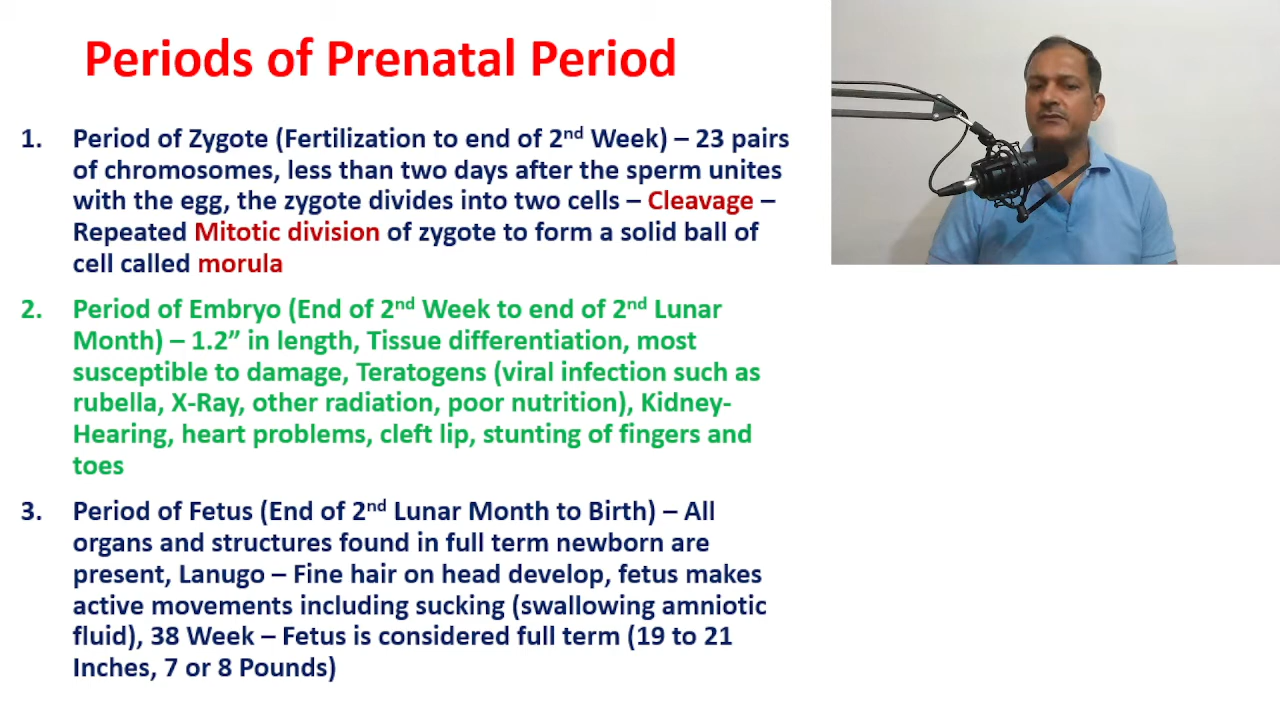 Periods of Prenatal Period
1. Period of Zygote (Fertilization to end of 2nd Week) – 23 pairs
of chromosomes, less than two days after the sperm unites
with the egg, the zygote divides into two cells – Cleavage –
Repeated Mitotic division of zygote to form a solid ball of
cell called morula
2. Period of Embryo (End of 2nd Week to end of 2nd Lunar
Month) – 1.2” in length, Tissue differentiation, most
susceptible to damage, Teratogens (viral infection such as
rubella, X-Ray, other radiation, poor nutrition), Kidney-
Hearing, heart problems, cleft lip, stunting of fingers and
toes
3. Period of Fetus (End of 2nd Lunar Month to Birth) – All
organs and structures found in full term newborn are
present, Lanugo – Fine hair on head develop, fetus makes
active movements including sucking (swallowing amniotic
fluid), 38 Week – Fetus is considered full term (19 to 21
Inches, 7 or 8 Pounds)